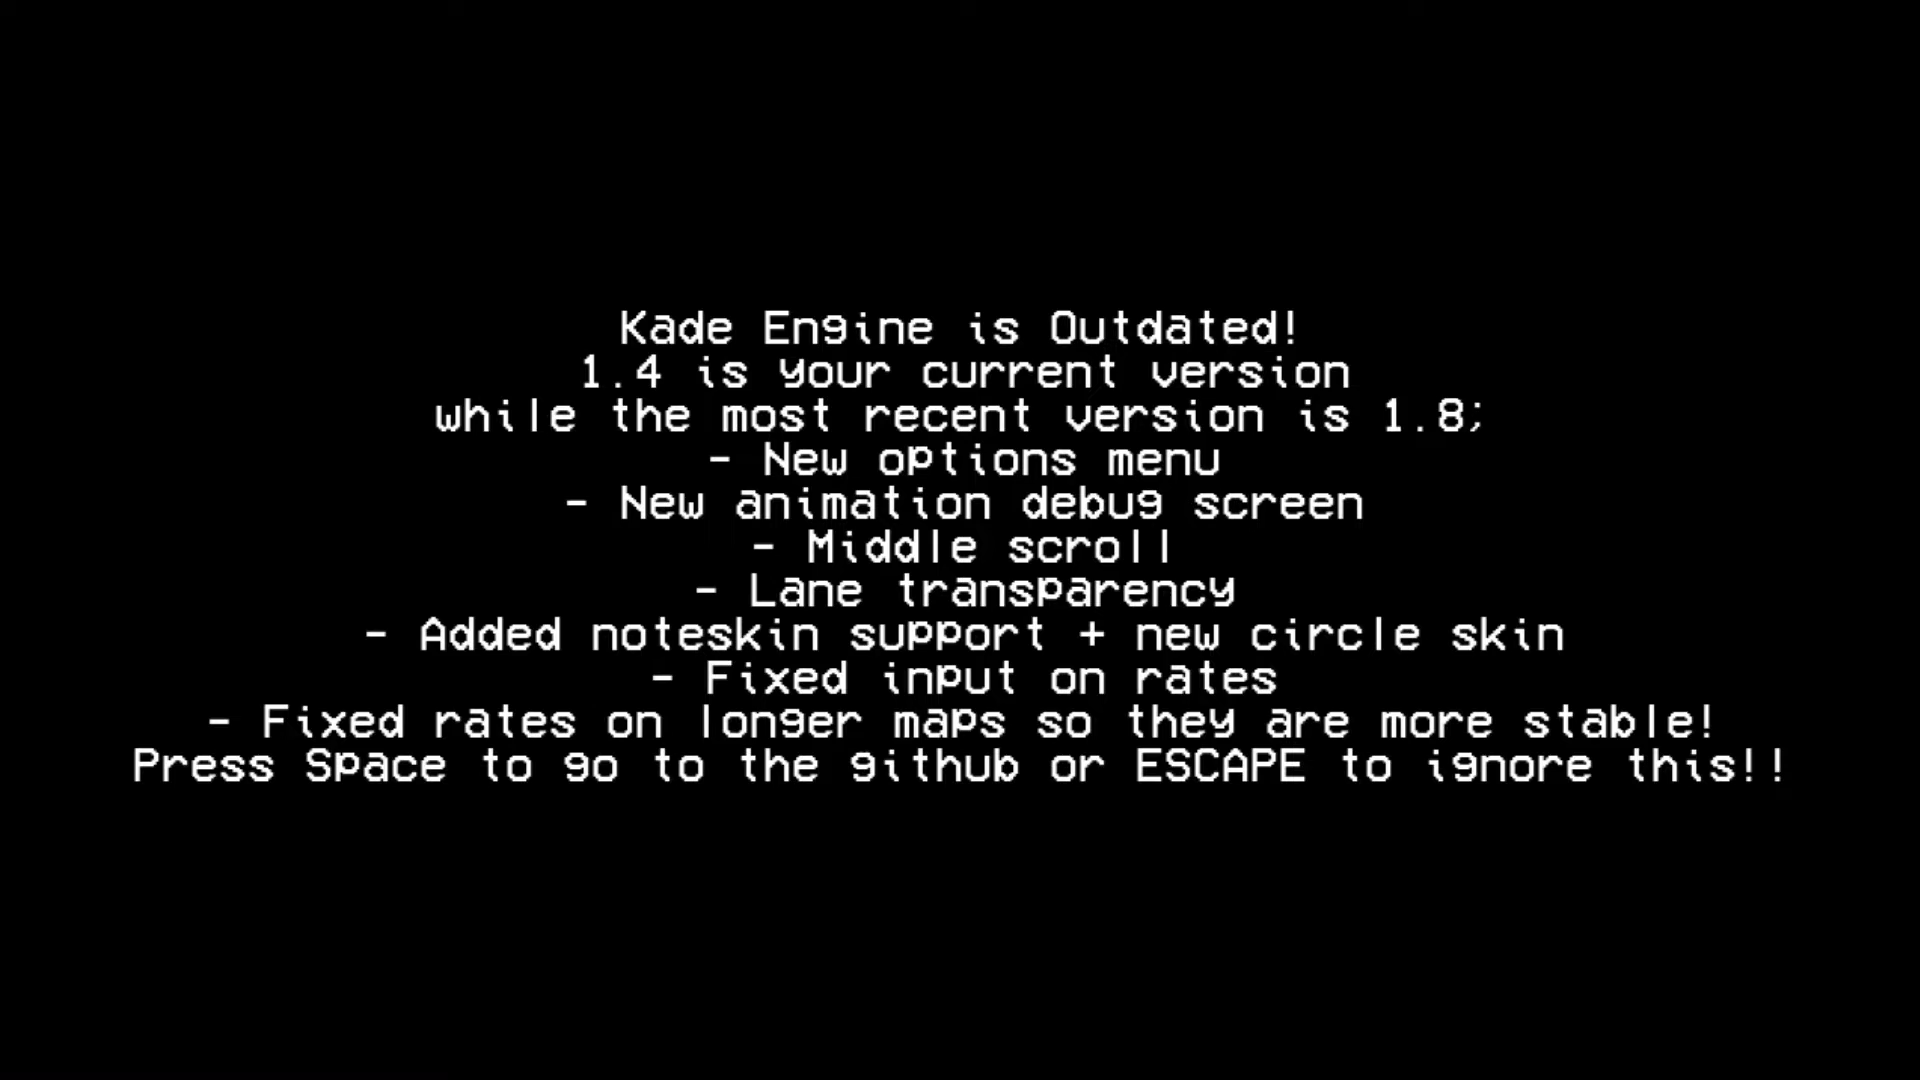 Kade Engine is Outdated!
1.4 is your current version
while the most recent version is 1.8;
- New options menu
- New animation debug screen
- Middle scroll
- Lane transparency
- Added noteskin support + new circle skin
- Fixed input on rates
- Fixed rates on longer maps so they are more stable!
Press Space to go to the github or ESCAPE to ignore this!!